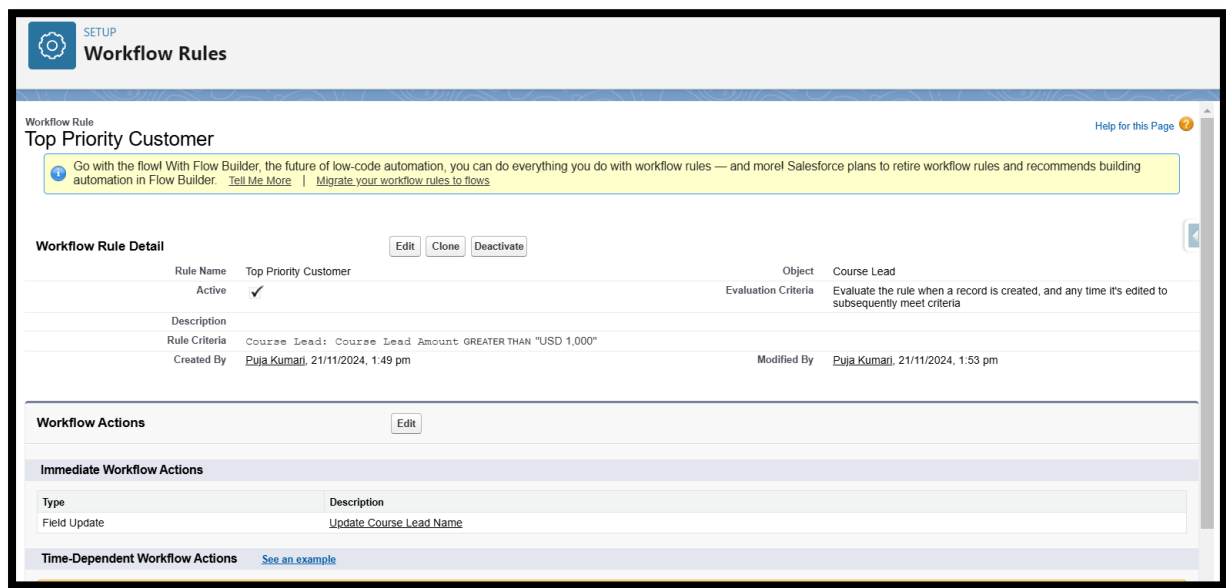 SETUP
Workflow Rules
Workflow Rule
Top Priority Customer
Help for this Page ?
Go with the flow! With Flow Builder, the future of low-code automation, you can do everything you do with workflow rules — and more! Salesforce plans to retire workflow rules and recommends building
automation in Flow Builder. Tell Me More | Migrate your workflow rules to flows
Workflow Rule Detail Edit Clone Deactivate
Rule Name Top Priority Customer Object Course Lead
Active ✓ Evaluation Criteria Evaluate the rule when a record is created, and any time it's edited to
subsequently meet criteria
Description
Rule Criteria Course Lead: Course Lead Amount GREATER THAN "USD 1,000"
Created By Puja Kumari, 21/11/2024, 1:49 pm Modified By Puja Kumari, 21/11/2024, 1:53 pm
Workflow Actions Edit
Immediate Workflow Actions
Type Description
Field Update Update Course Lead Name
Time-Dependent Workflow Actions See an example